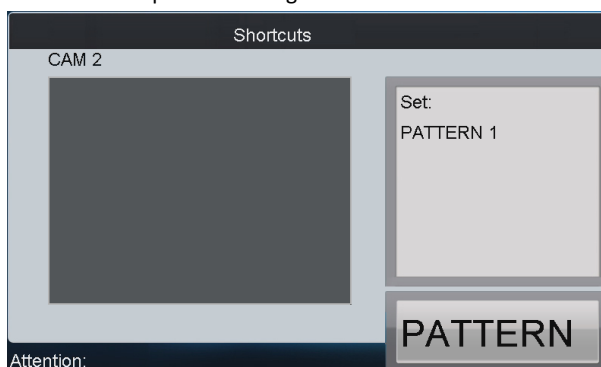 Shortcuts
CAM 2
Set:
PATTERN 1
PATTERN
Attention: